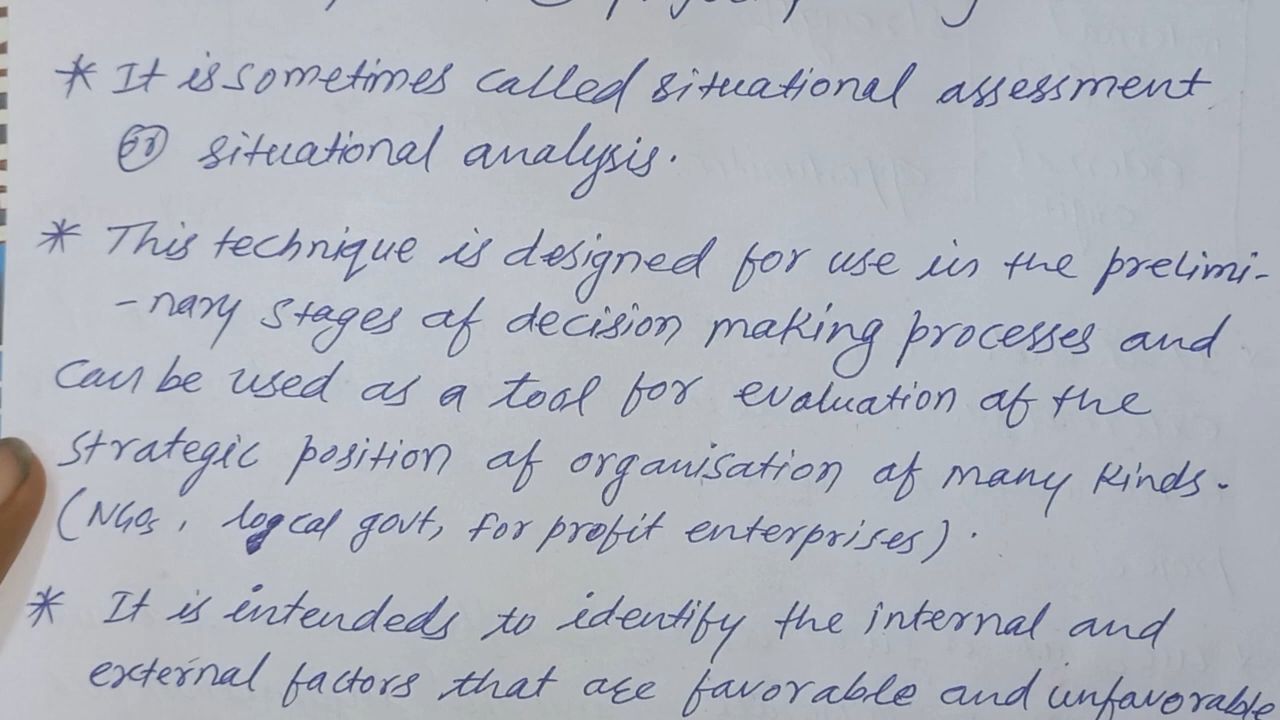 * It is sometimes called situational assessment
or situational analysis.
* This technique is designed for use in the prelimi-
-nary stages of decision making processes and
can be used as a tool for evaluation of the
strategic position of organisation of many kinds.
(NGOs, logcal govt, for profit enterprises).
* It is intendeds to identify the internal and
external factors that are favorable and unfavorable